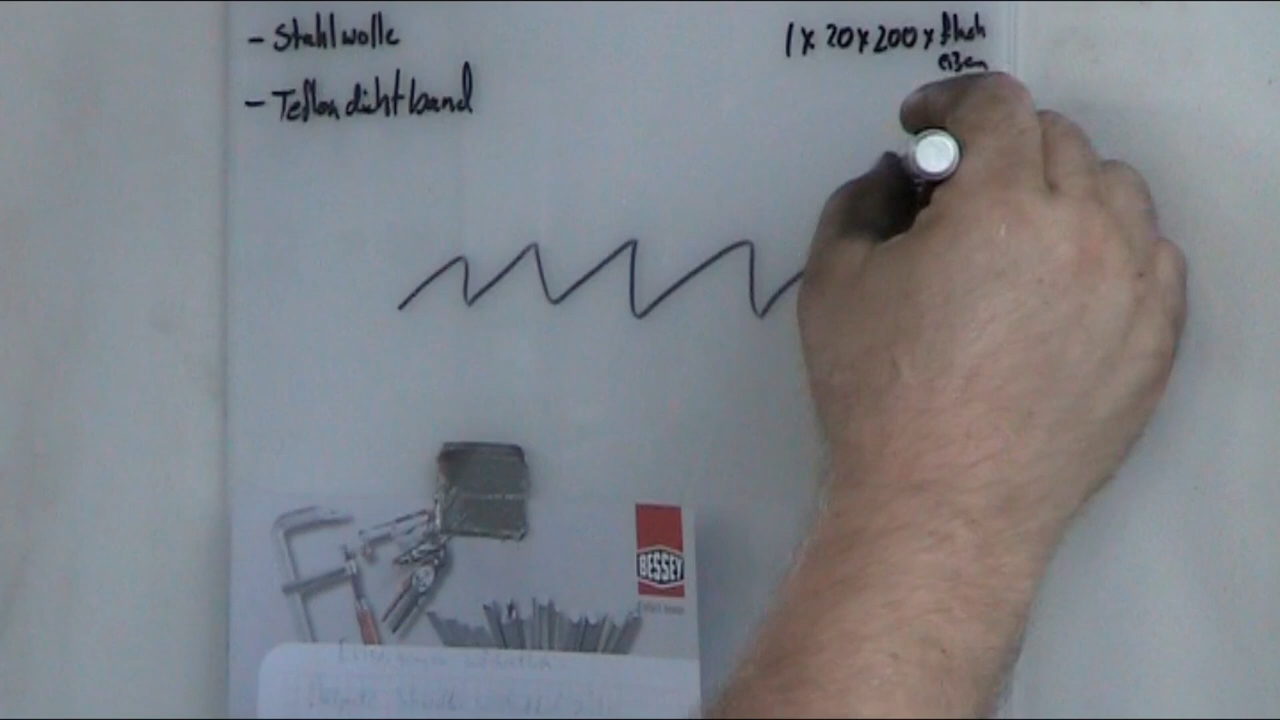 - Stahlwolle
- Teflondichtband
1 x 20 x 200 x flach
eisen
BESSEY